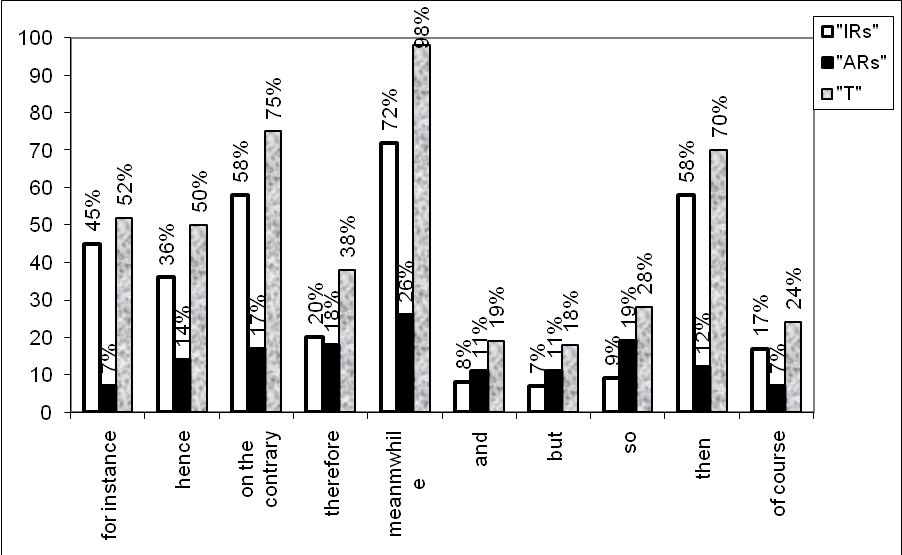 100
90
80
70
60
50
40
30
20
10
0
45%
7%
52%
36%
14%
50%
58%
17%
75%
20%
18%
38%
72%
26%
98%
8%
11%
19%
7%
11%
18%
9%
19%
28%
58%
12%
70%
17%
7%
24%
for instance
hence
on the
contrary
therefore
meanmwhil
e
and
but
so
then
of course
"IRs"
"ARs"
"T"